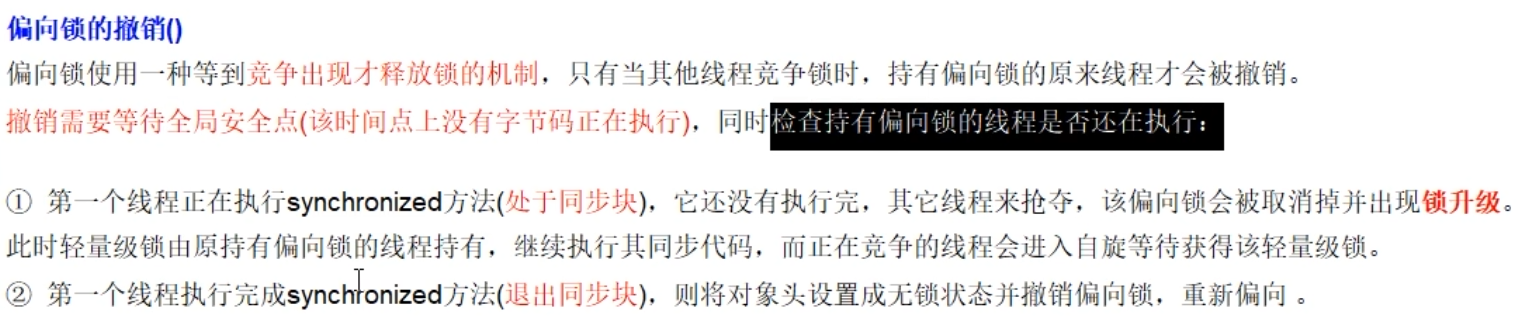 偏向锁的撤销()
偏向锁使用一种等到竞争出现才释放锁的机制，只有当其他线程竞争锁时，持有偏向锁的原来线程才会被撤销。
撤销需要等待全局安全点(该时间点上没有字节码正在执行)，同时检查持有偏向锁的线程是否还在执行：
① 第一个线程正在执行synchronized方法(处于同步块)，它还没有执行完，其它线程来抢夺，该偏向锁会被取消掉并出现锁升级。
此时轻量级锁由原持有偏向锁的线程持有，继续执行其同步代码，而正在竞争的线程会进入自旋等待获得该轻量级锁。
② 第一个线程执行完成synchronized方法(退出同步块)，则将对象头设置成无锁状态并撤销偏向锁，重新偏向 。